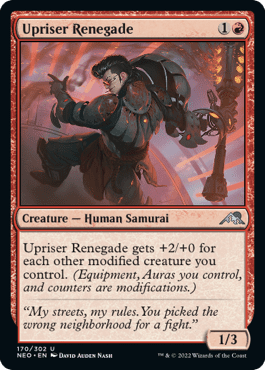 Upriser Renegade 1
Creature — Human Samurai
Upriser Renegade gets +2/+0 for
each other modified creature you
control. (Equipment, Auras you control,
and counters are modifications.)
“My streets, my rules. You picked the
wrong neighborhood for a fight.”
1/3
170/302 U
NEO • EN DAVID AUDEN NASH
™ & © 2022 Wizards of the Coast